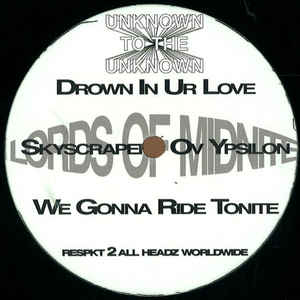 UNKNOWN
TO THE
UNKNOWN
DROWN IN UR LOVE
LORDS OF MIDNITE
SKYSCRAPER OV YPSILON
WE GONNA RIDE TONITE
RESPKT 2 ALL HEADZ WORLDWIDE